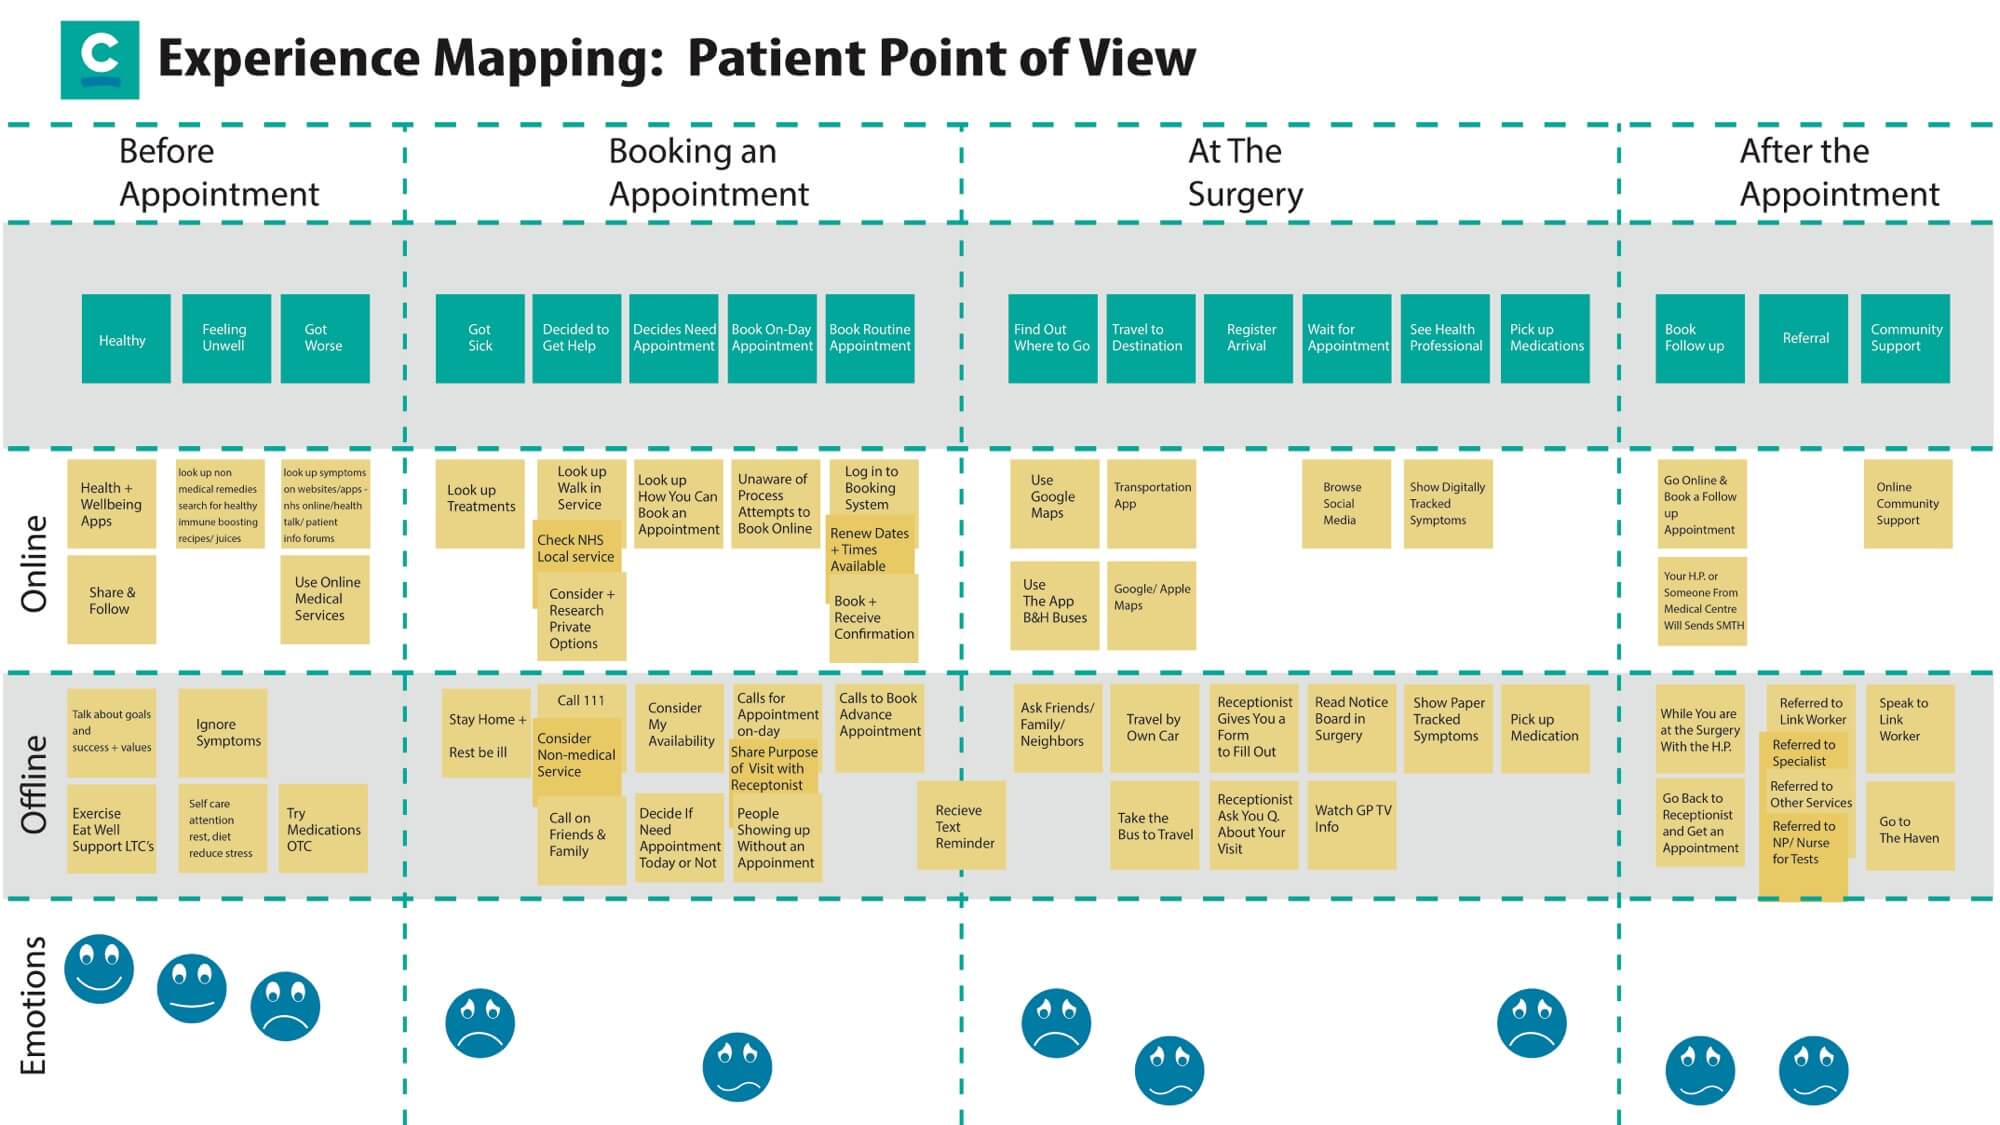 C
Experience Mapping: Patient Point of View
Before
Appointment
Booking an
Appointment
At The
Surgery
After the
Appointment
Healthy
Feeling
Unwell
Got
Worse
Got
Sick
Decided to
Get Help
Decides Need
Appointment
Book On-Day
Appointment
Book Routine
Appointment
Find Out
Where to Go
Travel to
Destination
Register
Arrival
Wait for
Appointment
See Health
Professional
Pick up
Medications
Book
Follow up
Referral
Community
Support
Online
Health +
Wellbeing
Apps
Share &
Follow
look up non
medical remedies
search for healthy
immune boosting
recipes/ juices
look up symptoms
on websites/apps -
nhs online/health
talk/ patient
info forums
Use Online
Medical
Services
Look up
Treatments
Look up
Walk in
Service
Check NHS
Local service
Consider +
Research
Private
Options
Look up
How You Can
Book an
Appointment
Unaware of
Process
Attempts to
Book Online
Log in to
Booking
System
Renew Dates
+ Times
Available
Book +
Receive
Confirmation
Use
Google
Maps
Use
The App
B&H Buses
Transportation
App
Google/ Apple
Maps
Browse
Social
Media
Show Digitally
Tracked
Symptoms
Go Online &
Book a Follow
up
Appointment
Your H.P. or
Someone From
Medical Centre
Will Sends SMTH
Online
Community
Support
Offline
Talk about goals
and
success + values
Exercise
Eat Well
Support LTC's
Ignore
Symptoms
Self care
attention
rest, diet
reduce stress
Try
Medications
OTC
Stay Home +
Rest be ill
Call 111
Consider
Non-medical
Service
Call on
Friends &
Family
Consider
My
Availability
Decide If
Need
Appointment
Today or Not
Calls for
Appointment
on-day
Share Purpose
of Visit with
Receptonist
People
Showing up
Without an
Appoinment
Calls to Book
Advance
Appointment
Recieve
Text
Reminder
Ask Friends/
Family/
Neighbors
Travel by
Own Car
Take the
Bus to Travel
Receptionist
Gives You a
Form
to Fill Out
Receptionist
Ask You Q.
About Your
Visit
Read Notice
Board in
Surgery
Watch GP TV
Info
Show Paper
Tracked
Symptoms
Pick up
Medication
While You are
at the Surgery
With the H.P.
Go Back to
Receptionist
and Get an
Appointment
Referred to
Link Worker
Referred to
Specialist
Referred to
Other Services
Referred to
NP/ Nurse
for Tests
Speak to
Link
Worker
Go to
The Haven
Emotions